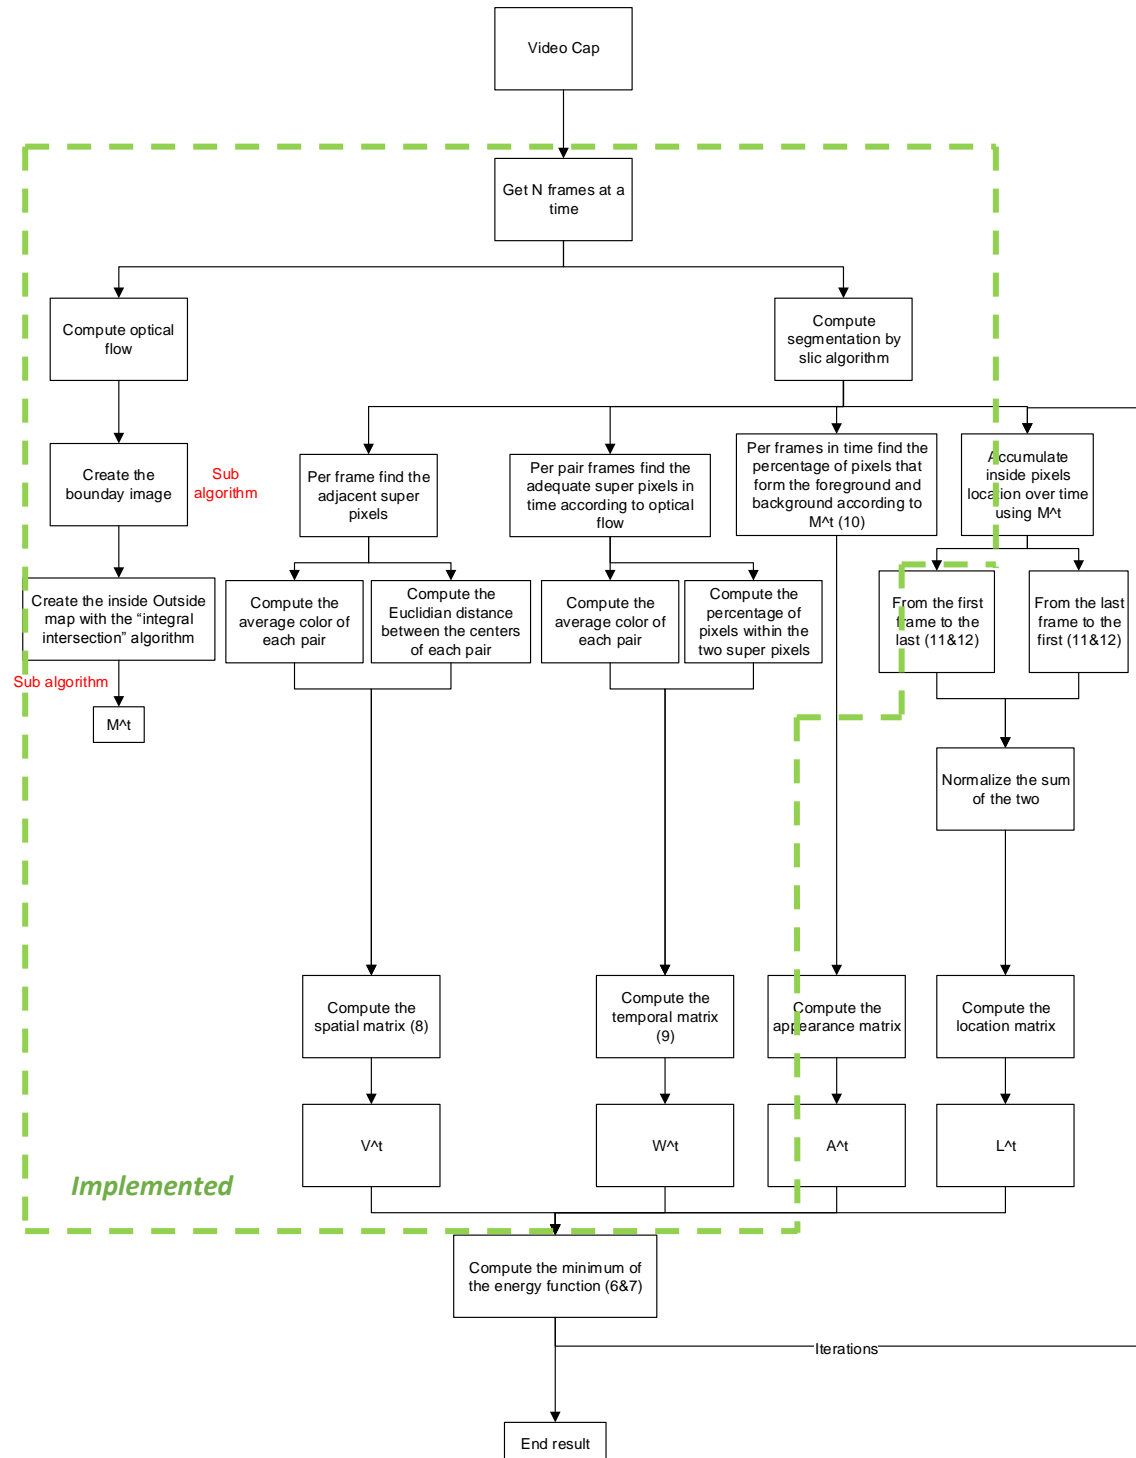 Video Cap
Get N frames at a
time
Compute optical
flow
Compute
segmentation by
slic algorithm
Create the
bounday image
Sub
algorithm
Per frame find the
adjacent super
pixels
Per pair frames find the
adequate super pixels in
time according to optical
flow
Per frames in time find the
percentage of pixels that
form the foreground and
background according to
M^t (10)
Accumulate
inside pixels
location over time
using M^t
Create the inside Outside
map with the “integral
intersection” algorithm
Compute the
average color of
each pair
Compute the
Euclidian distance
between the centers
of each pair
Compute the
average color of
each pair
Compute the
percentage of
pixels within the
two super pixels
From the first
frame to the
last (11&12)
From the last
frame to the
first (11&12)
Sub algorithm
M^t
Normalize the sum
of the two
Compute the
spatial matrix (8)
Compute the
temporal matrix
(9)
Compute the
appearance matrix
Compute the
location matrix
V^t
W^t
A^t
L^t
Implemented
Compute the minimum of
the energy function (6&7)
Iterations
End result